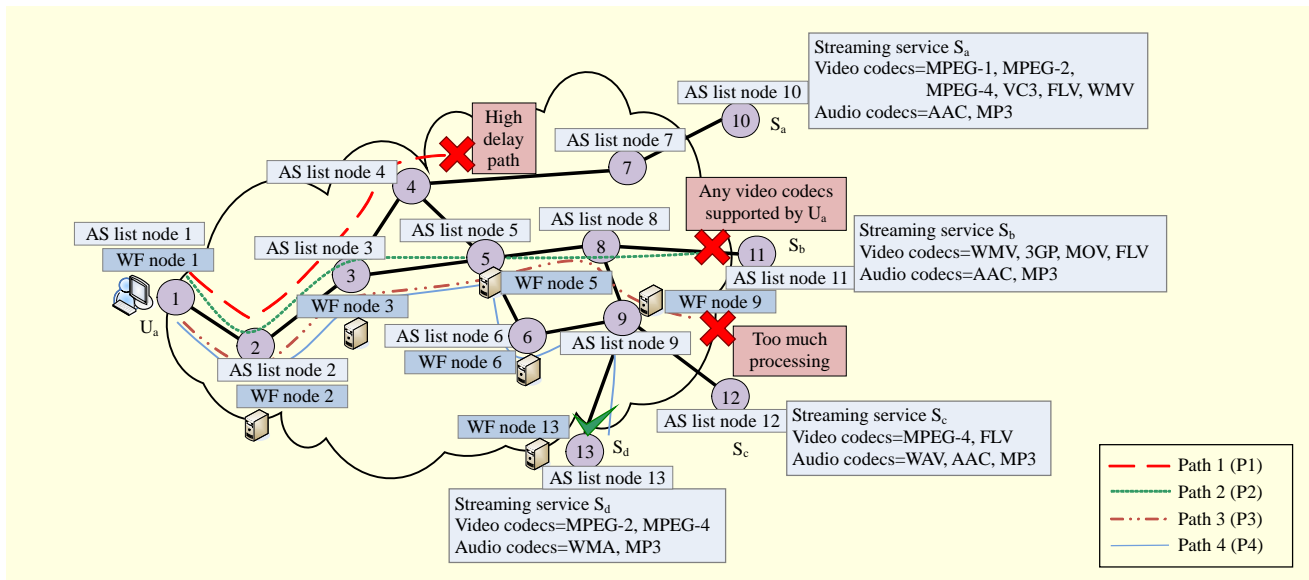 Streaming service Sa
Video codecs=MPEG-1, MPEG-2,
MPEG-4, VC3, FLV, WMV
Audio codecs=AAC, MP3
AS list node 10
10
Sa
High
delay
path
AS list node 7
7
AS list node 4
4
Any video codecs
supported by Ua
AS list node 1
WF node 1
1
Ua
AS list node 3
3
AS list node 5
5
AS list node 8
8
11
Sb
AS list node 11
Streaming service Sb
Video codecs=WMV, 3GP, MOV, FLV
Audio codecs=AAC, MP3
WF node 3
WF node 5
WF node 9
2
AS list node 2
WF node 2
AS list node 6
6
WF node 6
9
AS list node 9
Too much
processing
12
AS list node 12
Sc
Streaming service Sc
Video codecs=MPEG-4, FLV
Audio codecs=WAV, AAC, MP3
WF node 13
13
Sd
AS list node 13
Streaming service Sd
Video codecs=MPEG-2, MPEG-4
Audio codecs=WMA, MP3
Path 1 (P1)
Path 2 (P2)
Path 3 (P3)
Path 4 (P4)